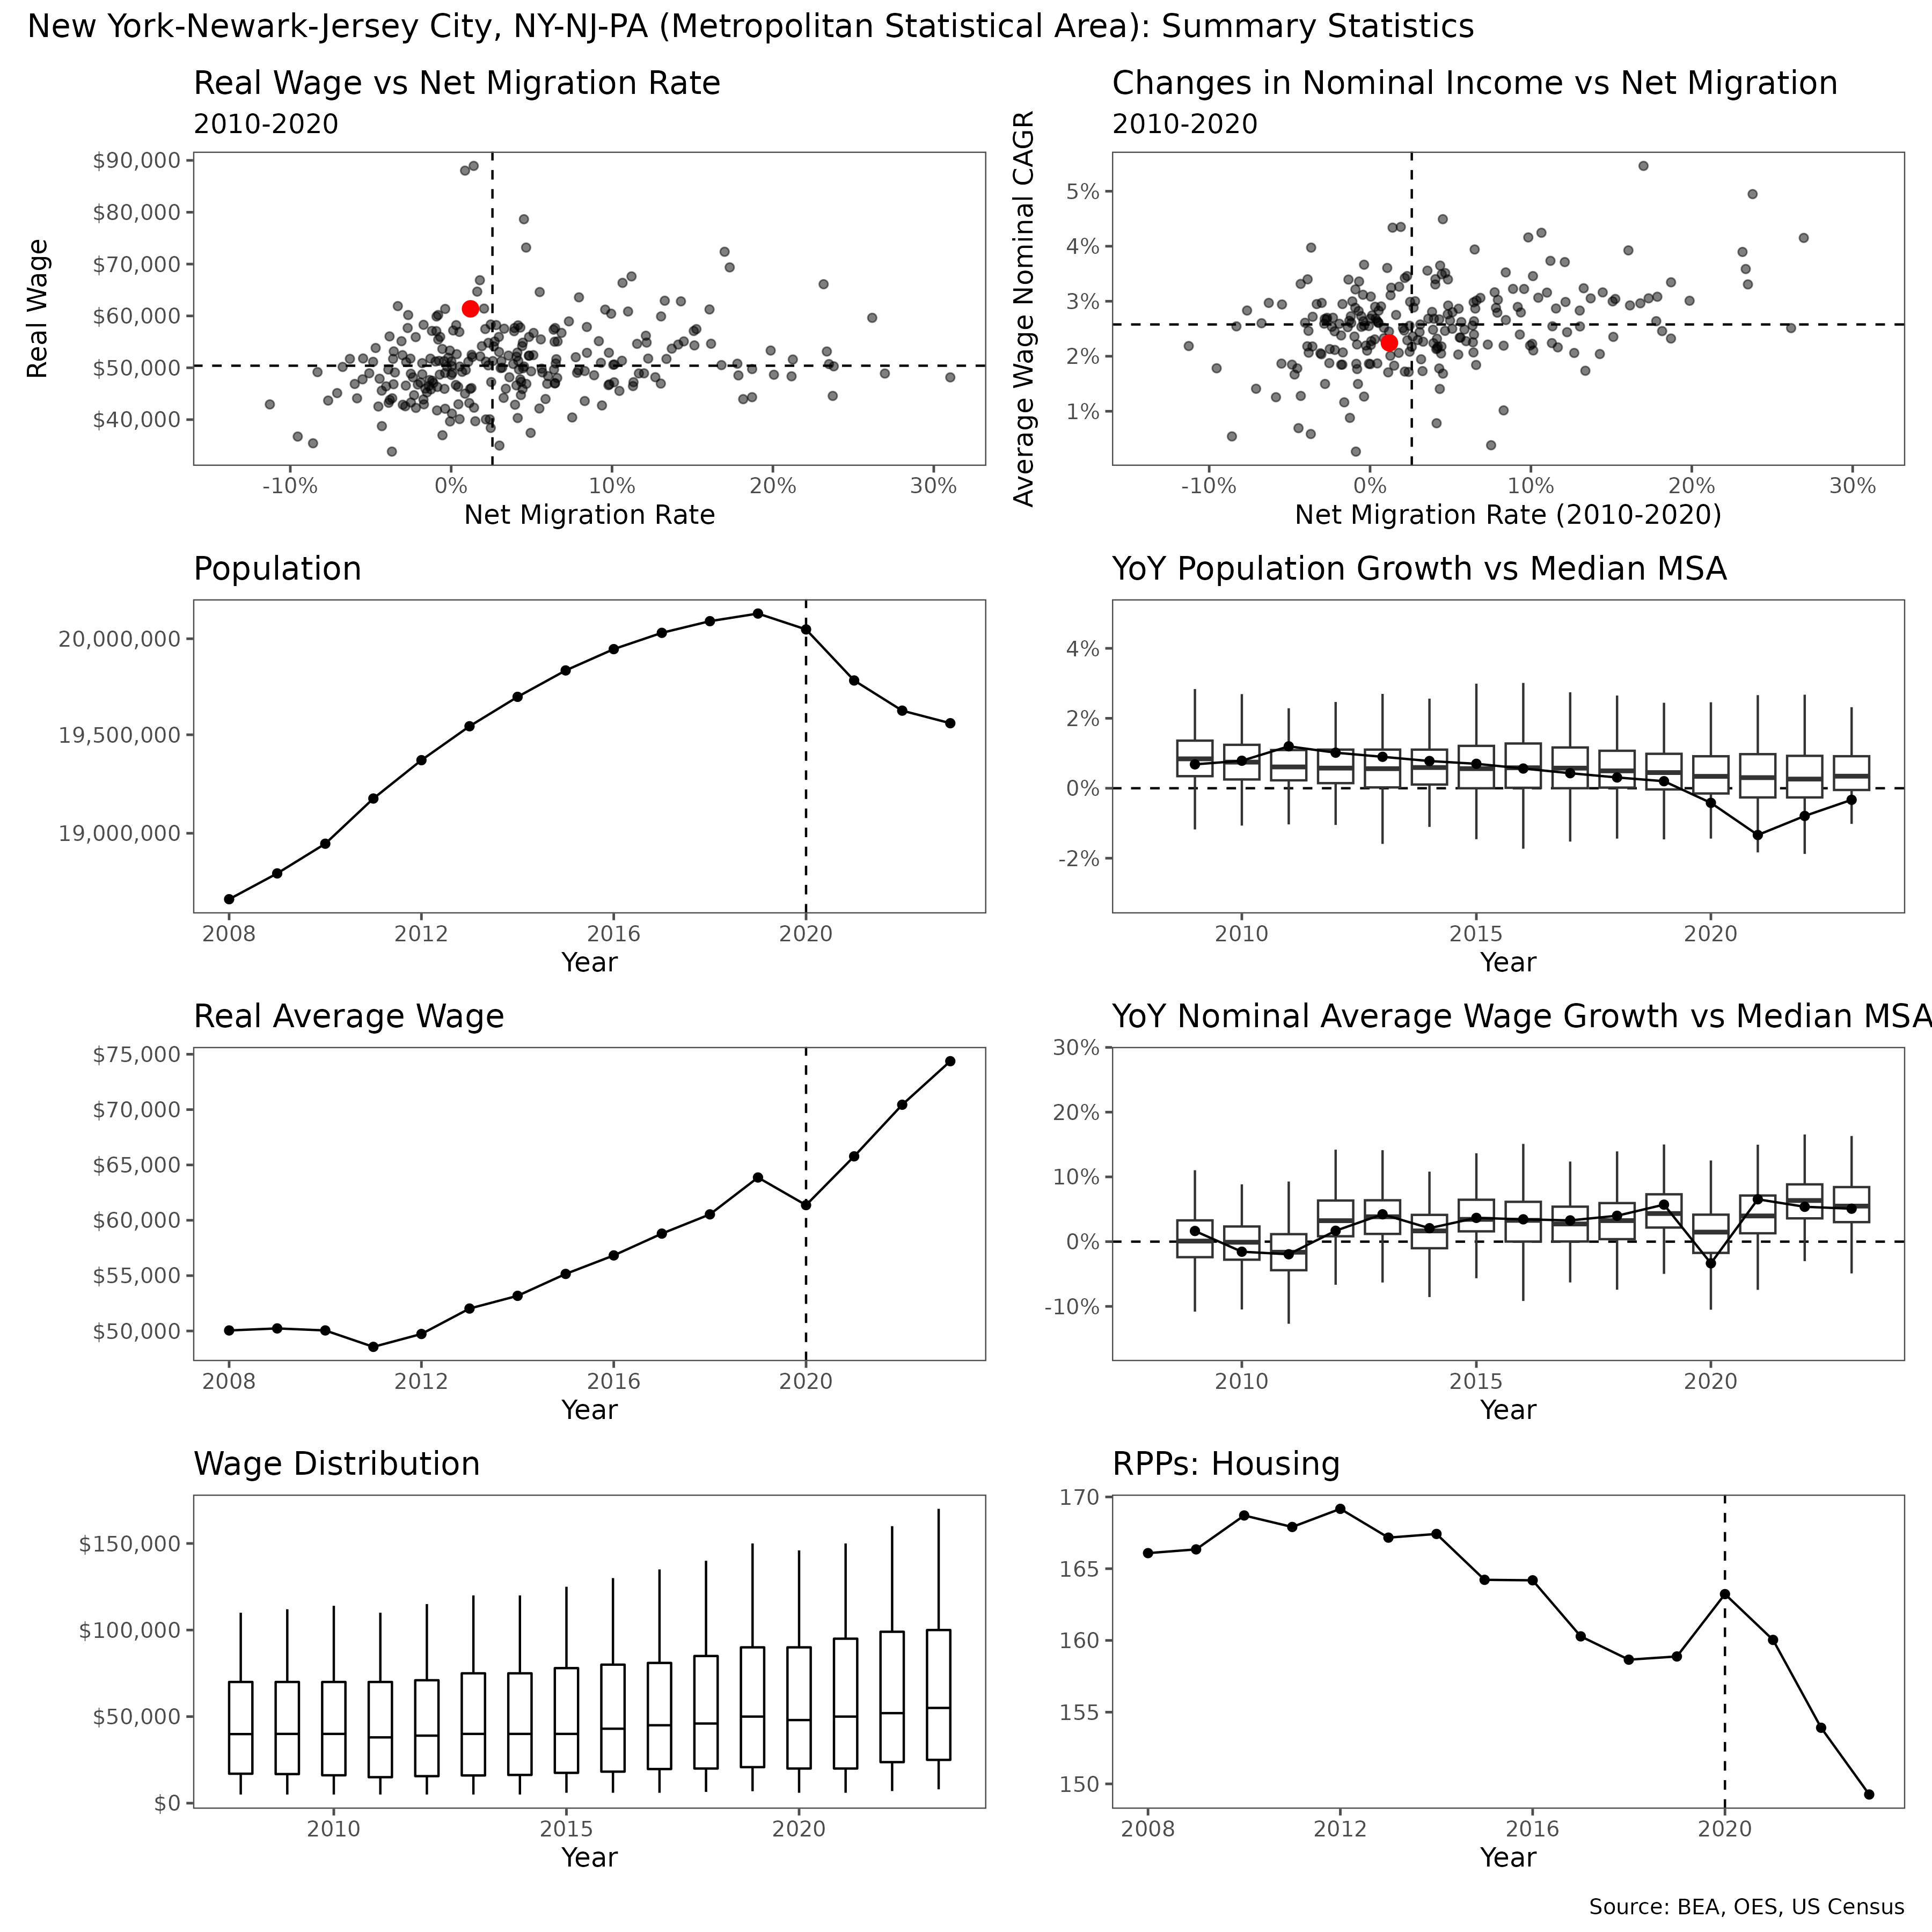 New York-Newark-Jersey City, NY-NJ-PA (Metropolitan Statistical Area): Summary Statistics
Real Wage vs Net Migration Rate
2010-2020
Real Wage
$90,000
$80,000
$70,000
$60,000
$50,000
$40,000
-10% 0% 10% 20% 30%
Net Migration Rate
Changes in Nominal Income vs Net Migration
2010-2020
Average Wage Nominal CAGR
5%
4%
3%
2%
1%
-10% 0% 10% 20% 30%
Net Migration Rate (2010-2020)
Population
20,000,000
19,500,000
19,000,000
2008 2012 2016 2020
Year
YoY Population Growth vs Median MSA
4%
2%
0%
-2%
2010 2015 2020
Year
Real Average Wage
$75,000
$70,000
$65,000
$60,000
$55,000
$50,000
2008 2012 2016 2020
Year
YoY Nominal Average Wage Growth vs Median MSA
30%
20%
10%
0%
-10%
2010 2015 2020
Year
Wage Distribution
$150,000
$100,000
$50,000
$0
2010 2015 2020
Year
RPPs: Housing
170
165
160
155
150
2008 2012 2016 2020
Year
Source: BEA, OES, US Census